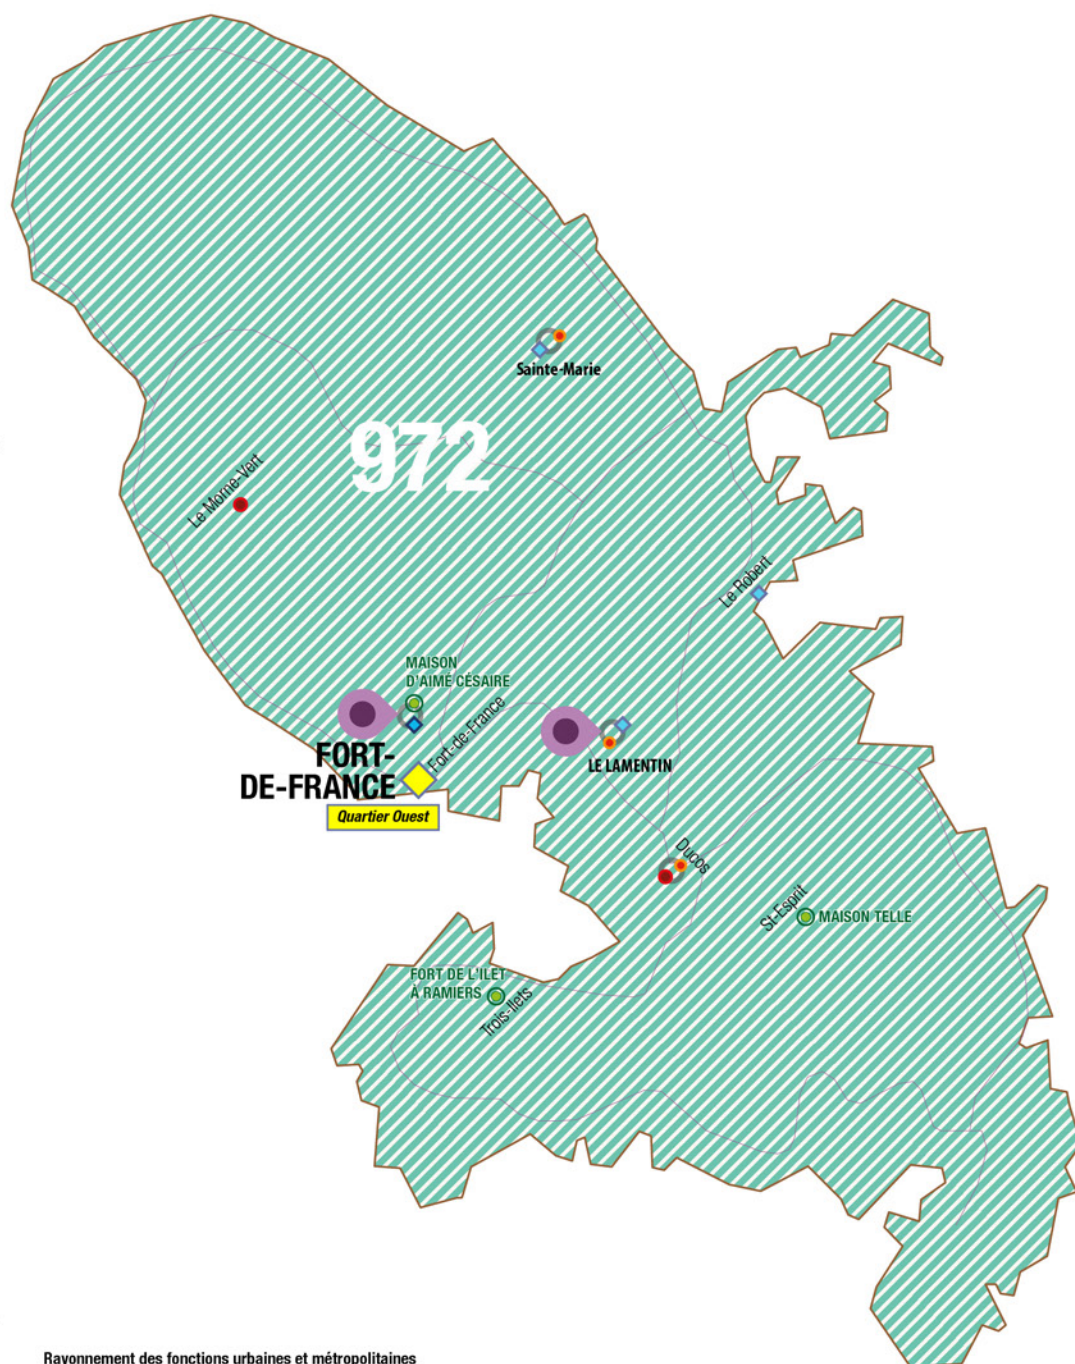 Sainte-Marie
972
Le Morne-Vert
Le Robert
MAISON
D'AIMÉ CÉSAIRE
Fort-de-France
FORT-
DE-FRANCE
LE LAMENTIN
Quartier Ouest
Ducos
St-Esprit
MAISON TELLE
FORT DE L'ILET
À RAMIERS
Trois-Ilets
Rayonnement des fonctions urbaines et métropolitaines